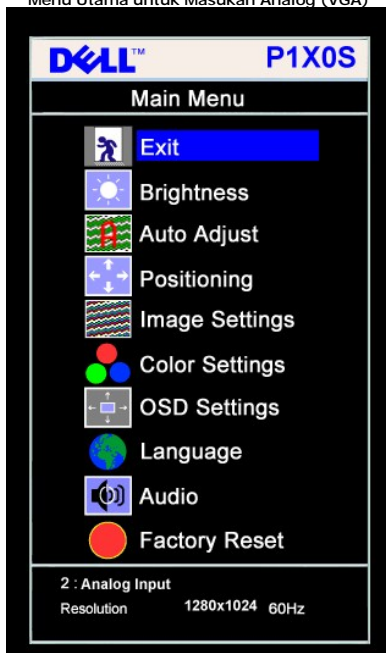 Menu Utama untuk Masukan Analog (VGA)
DELL™ P1X0S
Main Menu
Exit
Brightness
Auto Adjust
Positioning
Image Settings
Color Settings
OSD Settings
Language
Audio
Factory Reset
2 : Analog Input
Resolution 1280x1024 60Hz